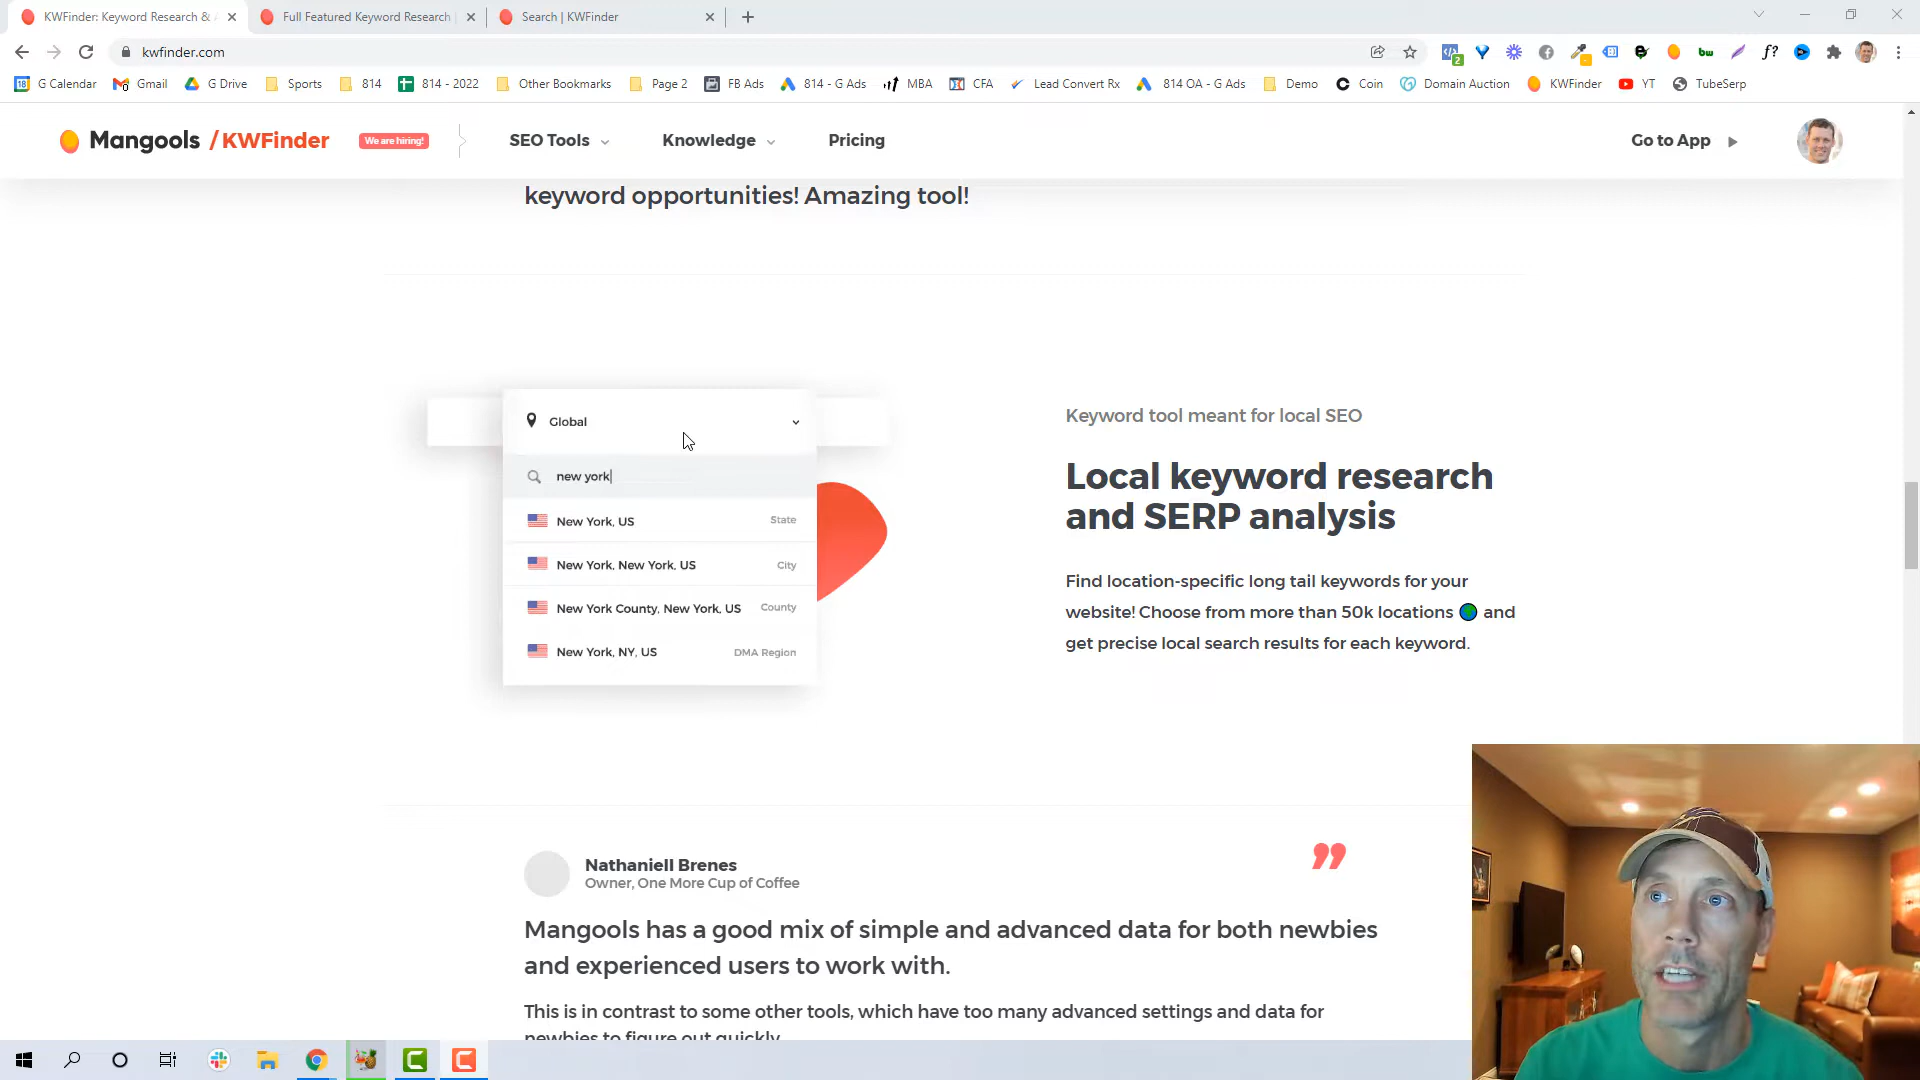 KWFinder: Keyword Research & A
Full Featured Keyword Research
Search | KWFinder
kwfinder.com
2
18 G Calendar
Gmail
G Drive
Sports
814
814 - 2022
Other Bookmarks
Page 2
FB Ads
814 - G Ads
MBA
CFA
Lead Convert Rx
814 OA - G Ads
Demo
Coin
Domain Auction
KWFinder
YT
TubeSerp
bw
f?
Mangools / KWFinder
We are hiring!
SEO Tools
Knowledge
Pricing
Go to App
keyword opportunities! Amazing tool!
Global
new york
New York, US State
New York, New York, US City
New York County, New York, US County
New York, NY, US DMA Region
Keyword tool meant for local SEO
Local keyword research
and SERP analysis
Find location-specific long tail keywords for your
website! Choose from more than 50k locations and
get precise local search results for each keyword.
Nathaniell Brenes
Owner, One More Cup of Coffee
Mangools has a good mix of simple and advanced data for both newbies
and experienced users to work with.
This is in contrast to some other tools, which have too many advanced settings and data for
newbies to figure out quickly.